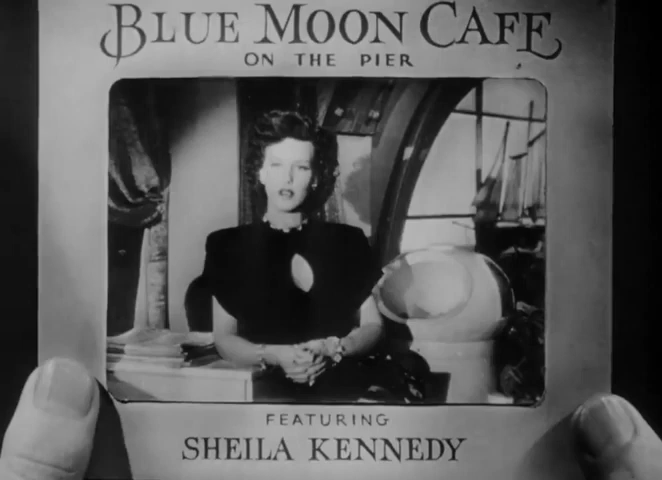 BLUE MOON CAFE
ON THE PIER
FEATURING
SHEILA KENNEDY